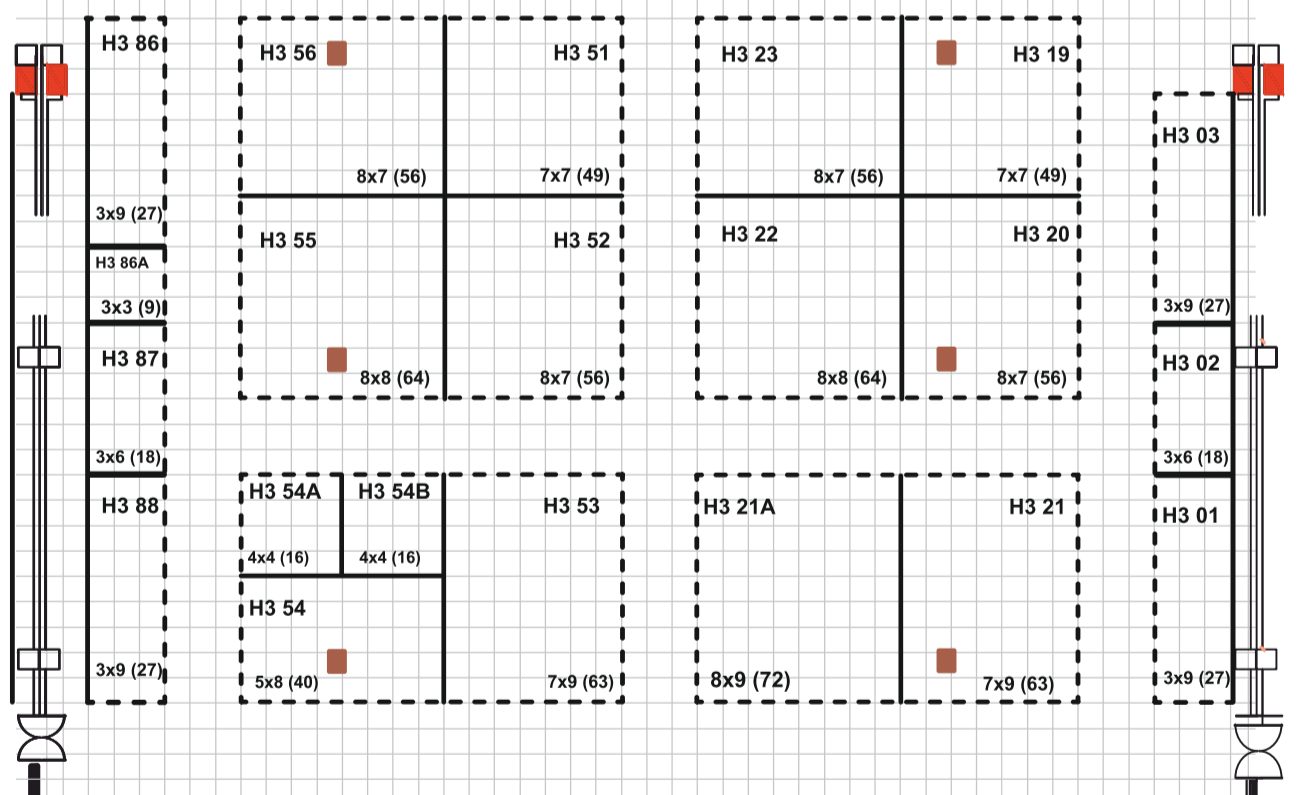 H3 86
3x9 (27)
H3 86A
3x3 (9)
H3 87
3x6 (18)
H3 88
3x9 (27)
H3 56
8x7 (56)
H3 51
7x7 (49)
H3 55
8x8 (64)
H3 52
8x7 (56)
H3 54A
4x4 (16)
H3 54B
4x4 (16)
H3 54
5x8 (40)
H3 53
7x9 (63)
H3 23
8x7 (56)
H3 19
7x7 (49)
H3 22
8x8 (64)
H3 20
8x7 (56)
H3 21A
8x9 (72)
H3 21
7x9 (63)
H3 03
3x9 (27)
H3 02
3x6 (18)
H3 01
3x9 (27)